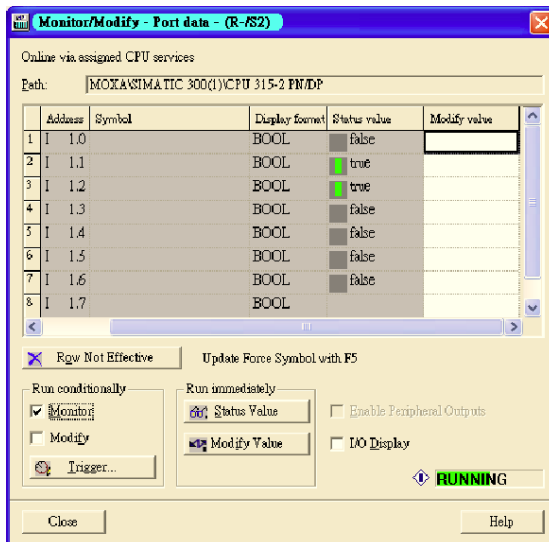 Monitor/Modify - Port data - (R-/S2)
Online via assigned CPU services
Path: MOXA\SIMATIC 300(1)\CPU 315-2 PN/DP
Address Symbol Display format Status value Modify value
1 I 1.0 BOOL false
2 I 1.1 BOOL true
3 I 1.2 BOOL true
4 I 1.3 BOOL false
5 I 1.4 BOOL false
6 I 1.5 BOOL false
7 I 1.6 BOOL false
8 I 1.7 BOOL
Row Not Effective Update Force Symbol with F5
Run conditionally Run immediately
Monitor Status Value Enable Peripheral Outputs
Modify Modify Value I/O Display
Trigger... RUNNING
Close Help